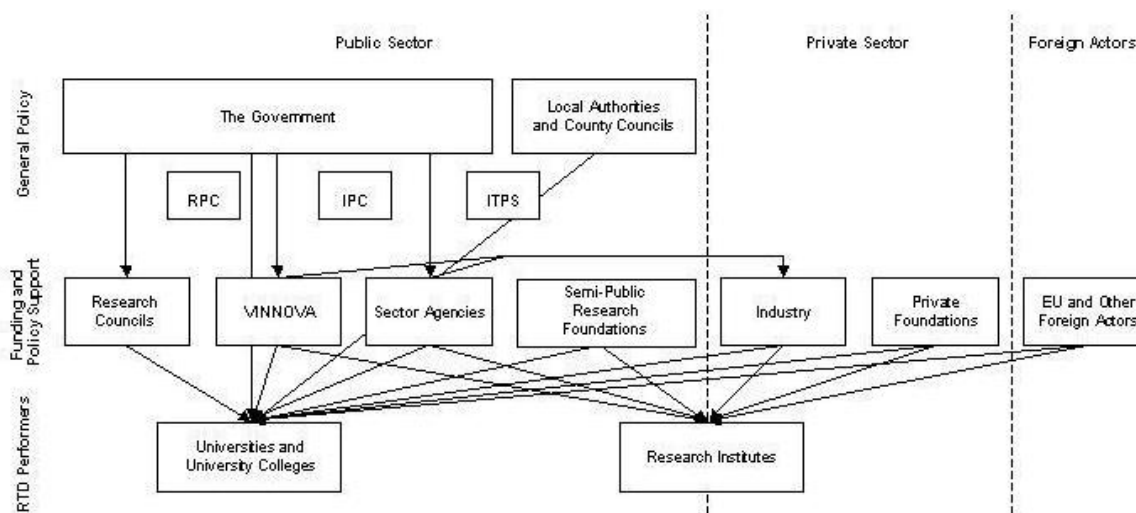 Public Sector
Private Sector
Foreign Actors
General Policy
The Government
Local Authorities
and County Councils
RPC
IPC
ITPS
Funding and
Policy Support
Research
Councils
VINNOVA
Sector Agencies
Semi-Public
Research
Foundations
Industry
Private
Foundations
EU and Other
Foreign Actors
RTD Performers
Universities and
University Colleges
Research Institutes